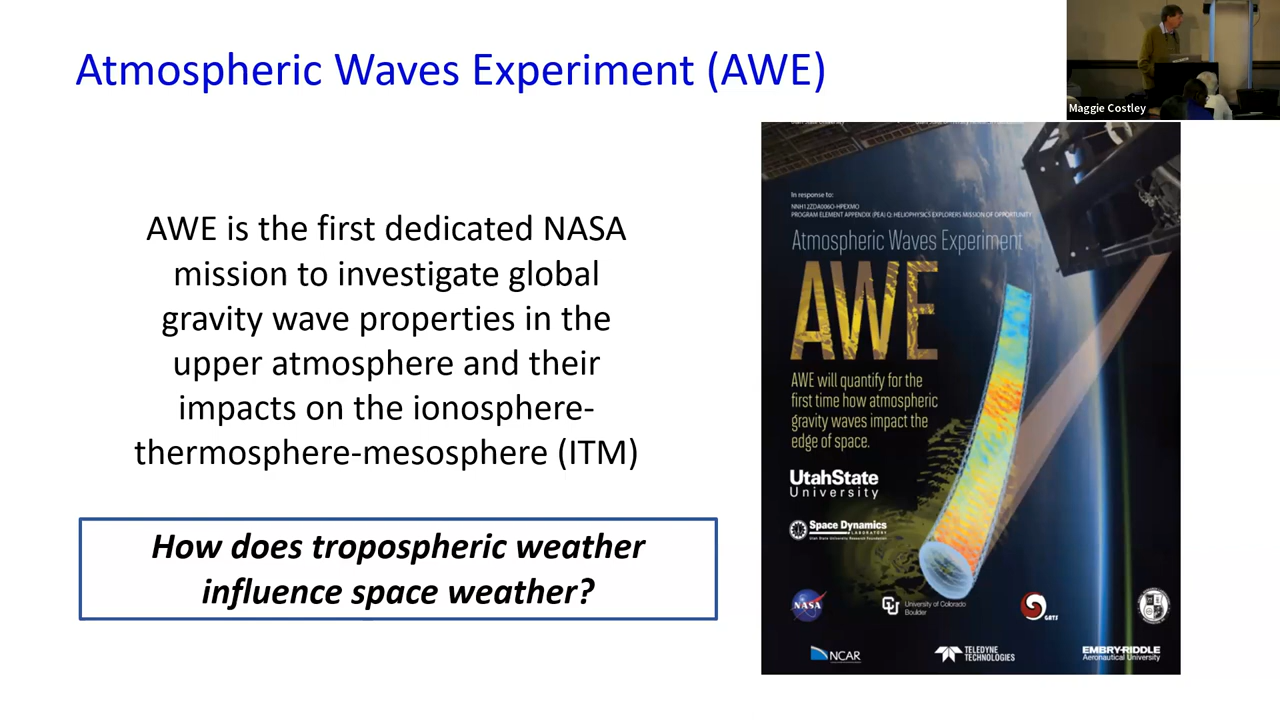 Atmospheric Waves Experiment (AWE)
Maggie Costley
AWE is the first dedicated NASA
mission to investigate global
gravity wave properties in the
upper atmosphere and their
impacts on the ionosphere-
thermosphere-mesosphere (ITM)
How does tropospheric weather
influence space weather?
In response to:
NNH12ZDA006O-HPEXMO
PROGRAM ELEMENT APPENDIX (PEA) Q: HELIOPHYSICS EXPLORERS MISSION OF OPPORTUNITY
Atmospheric Waves Experiment
AWE
AWE will quantify for the
first time how atmospheric
gravity waves impact the
edge of space.
UtahState
University
Space Dynamics
LABORATORY
Utah State University Research Foundation
NASA
CU University of Colorado
Boulder
GATS
NCAR
TELEDYNE
TECHNOLOGIES
EMBRY-RIDDLE
Aeronautical University